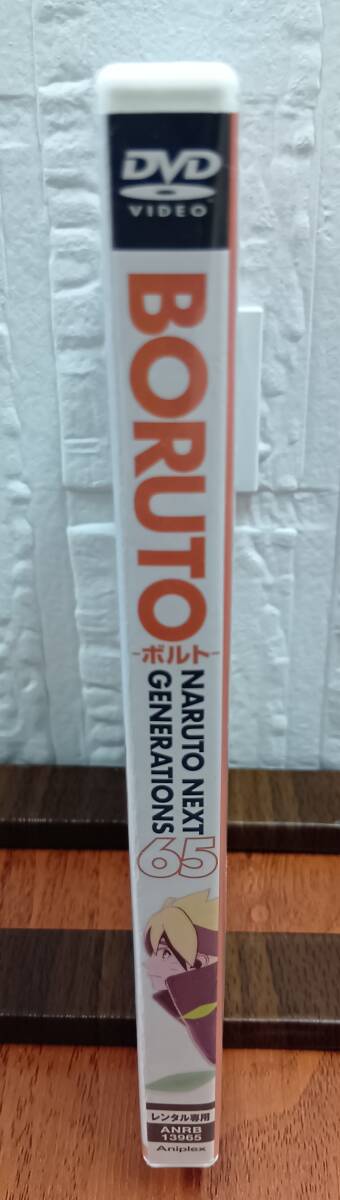 DVD
VIDEO
BORUTO
-ボルト-
NARUTO NEXT
GENERATIONS
65
レンタル専用
ANRB
13965
Aniplex